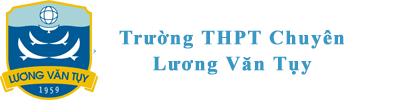 LƯƠNG VĂN TỤY
1959
Trường THPT Chuyên
Lương Văn Tụy